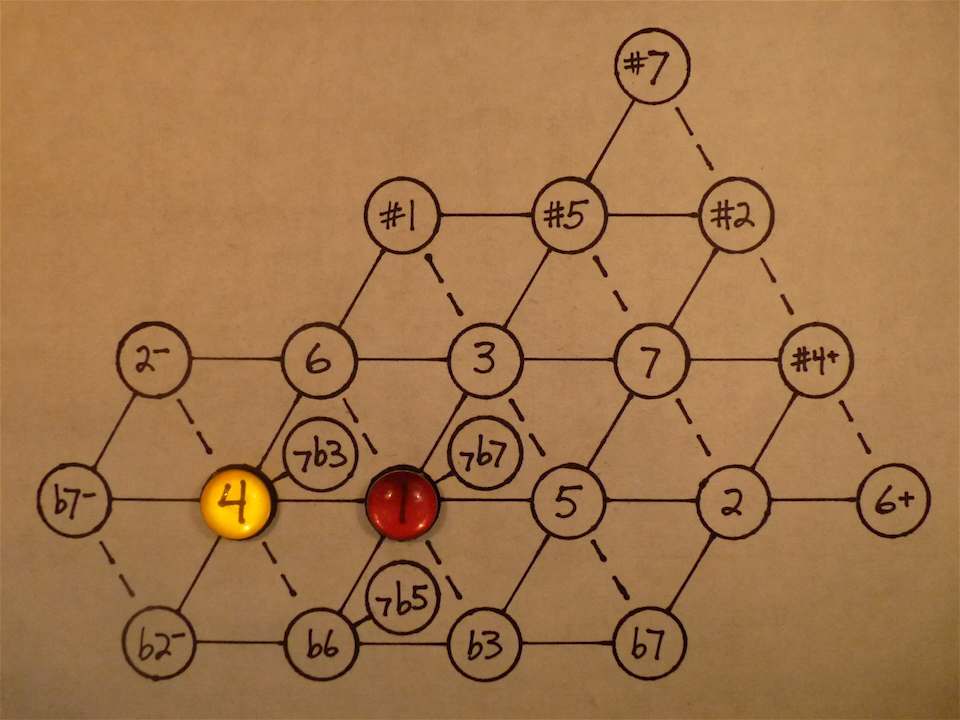 #7
#1 #5 #2
2- 6 3 7 #4+
7b3 7b7
b7- 4 1 5 2 6+
7b5
b2- b6 b3 b7